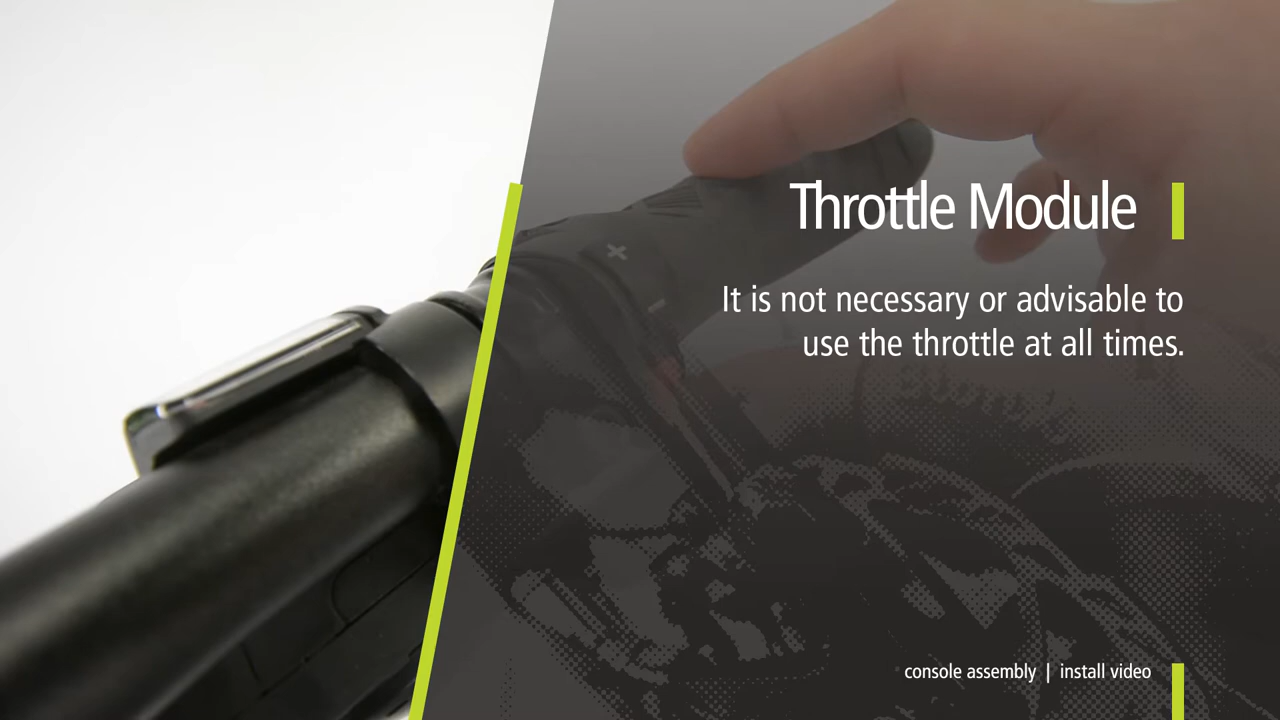 Throttle Module
It is not necessary or advisable to
use the throttle at all times.
console assembly | install video